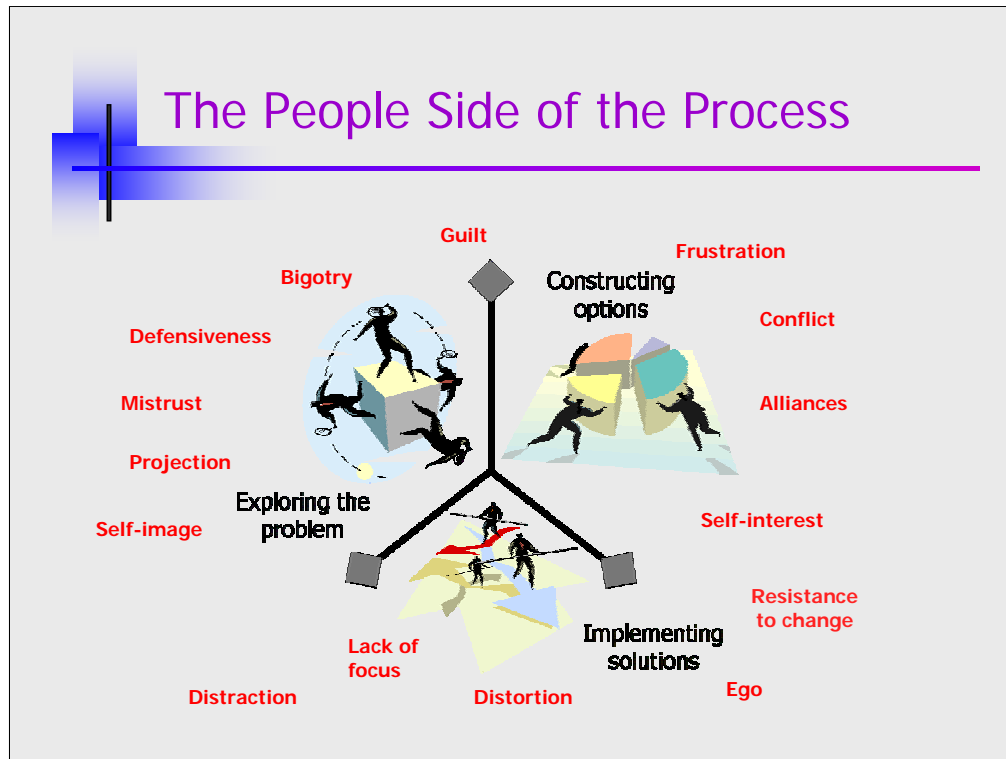 The People Side of the Process
Guilt
Frustration
Bigotry
Constructing
options
Conflict
Defensiveness
Mistrust
Alliances
Projection
Exploring the
problem
Self-image
Self-interest
Resistance
to change
Implementing
solutions
Lack of
focus
Distraction
Distortion
Ego